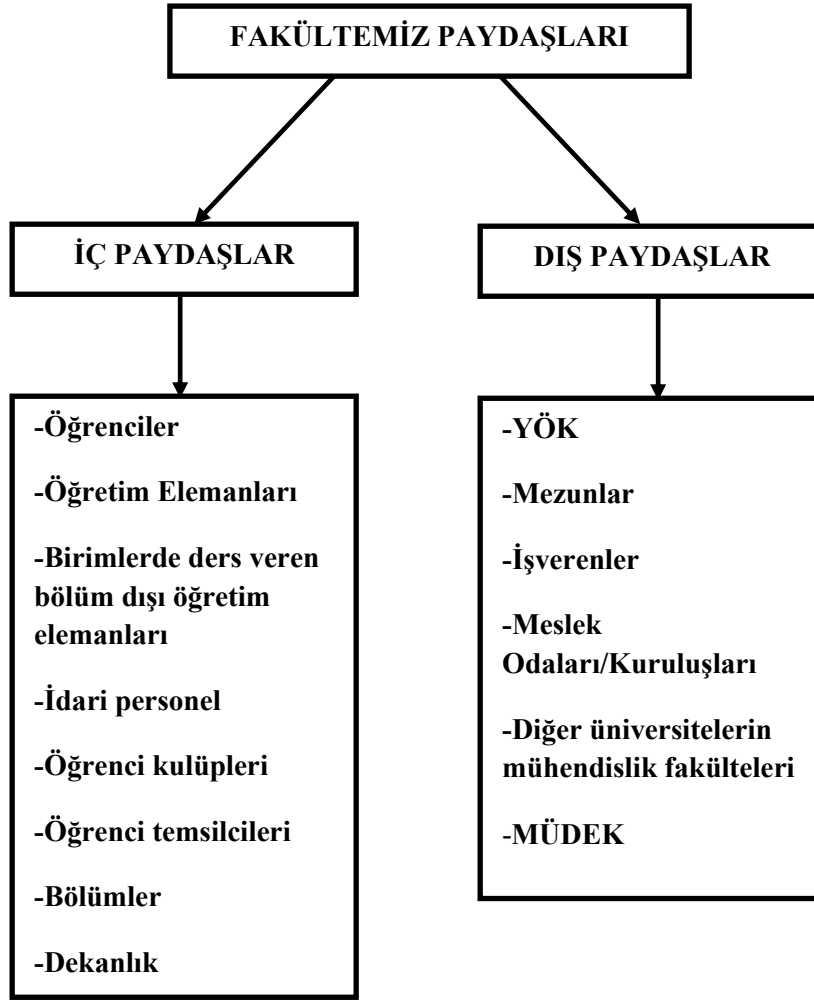 FAKÜLTEMİZ PAYDAŞLARI
İÇ PAYDAŞLAR
-Öğrenciler
-Öğretim Elemanları
-Birimlerde ders veren
bölüm dışı öğretim
elemanları
-İdari personel
-Öğrenci kulüpleri
-Öğrenci temsilcileri
-Bölümler
-Dekanlık
DIŞ PAYDAŞLAR
-YÖK
-Mezunlar
-İşverenler
-Meslek
Odaları/Kuruluşları
-Diğer üniversitelerin
mühendislik fakülteleri
-MÜDEK